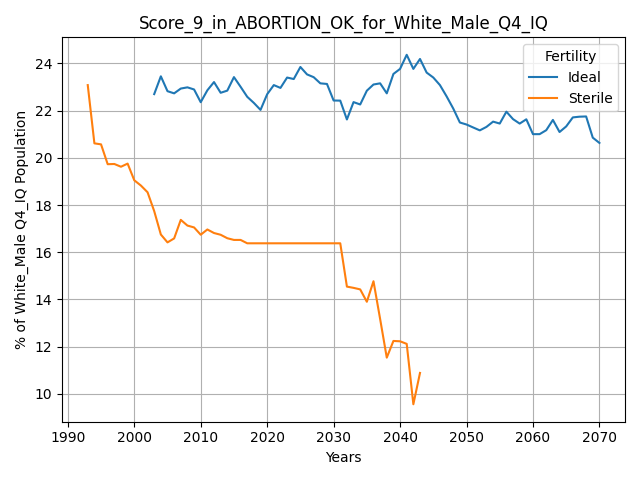 Score_9_in_ABORTION_OK_for_White_Male_Q4_IQ
% of White_Male Q4_IQ Population
24
22
20
18
16
14
12
10
Fertility
Ideal
Sterile
1990 2000 2010 2020 2030 2040 2050 2060 2070
Years